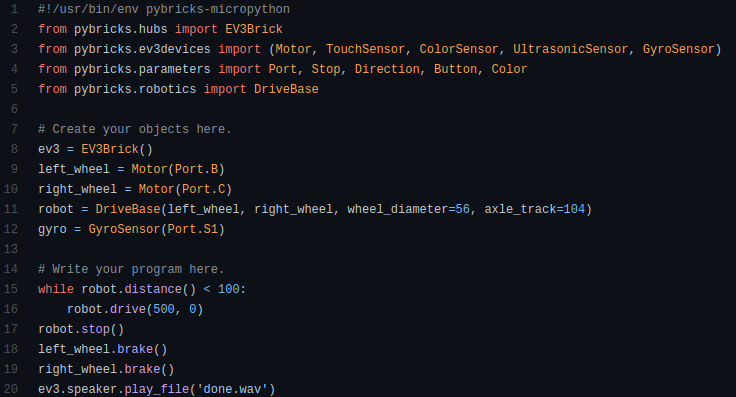 1 #!/usr/bin/env pybricks-micropython
2 from pybricks.hubs import EV3Brick
3 from pybricks.ev3devices import (Motor, TouchSensor, ColorSensor, UltrasonicSensor, GyroSensor)
4 from pybricks.parameters import Port, Stop, Direction, Button, Color
5 from pybricks.robotics import DriveBase
6
7 # Create your objects here.
8 ev3 = EV3Brick()
9 left_wheel = Motor(Port.B)
10 right_wheel = Motor(Port.C)
11 robot = DriveBase(left_wheel, right_wheel, wheel_diameter=56, axle_track=104)
12 gyro = GyroSensor(Port.S1)
13
14 # Write your program here.
15 while robot.distance() < 100:
16     robot.drive(500, 0)
17 robot.stop()
18 left_wheel.brake()
19 right_wheel.brake()
20 ev3.speaker.play_file('done.wav')